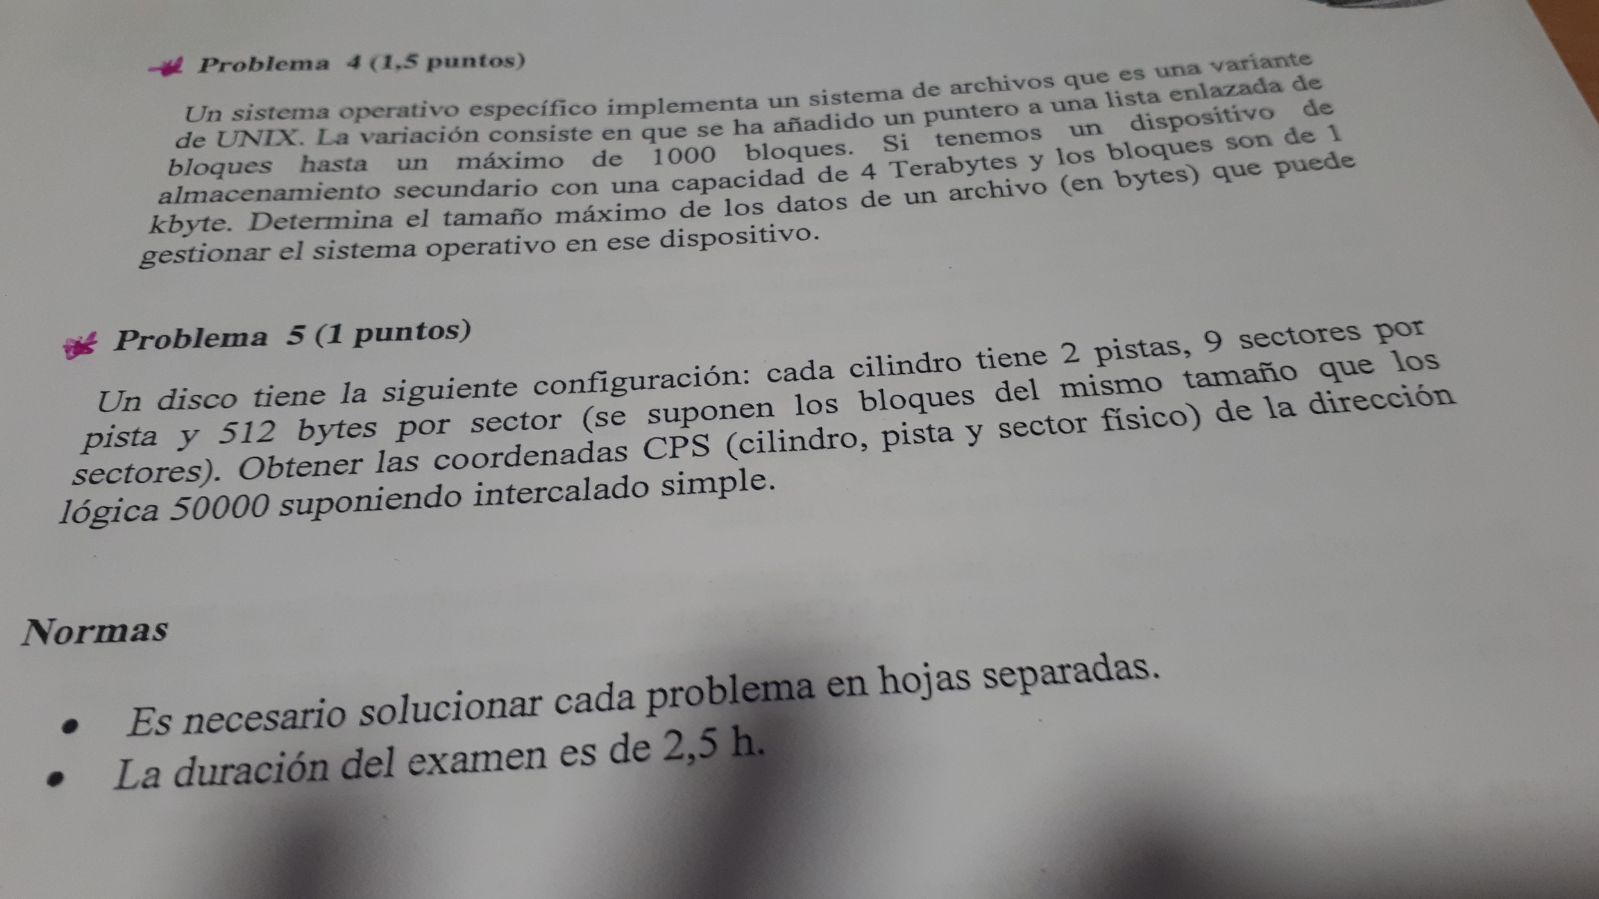 Problema 4 (1,5 puntos)
Un sistema operativo específico implementa un sistema de archivos que es una variante
de UNIX. La variación consiste en que se ha añadido un puntero a una lista enlazada de
bloques hasta un máximo de 1000 bloques. Si tenemos un dispositivo de
almacenamiento secundario con una capacidad de 4 Terabytes y los bloques son de 1
kbyte. Determina el tamaño máximo de los datos de un archivo (en bytes) que puede
gestionar el sistema operativo en ese dispositivo.
Problema 5 (1 puntos)
Un disco tiene la siguiente configuración: cada cilindro tiene 2 pistas, 9 sectores por
pista y 512 bytes por sector (se suponen los bloques del mismo tamaño que los
sectores). Obtener las coordenadas CPS (cilindro, pista y sector físico) de la dirección
lógica 50000 suponiendo intercalado simple.
Normas
• Es necesario solucionar cada problema en hojas separadas.
• La duración del examen es de 2,5 h.